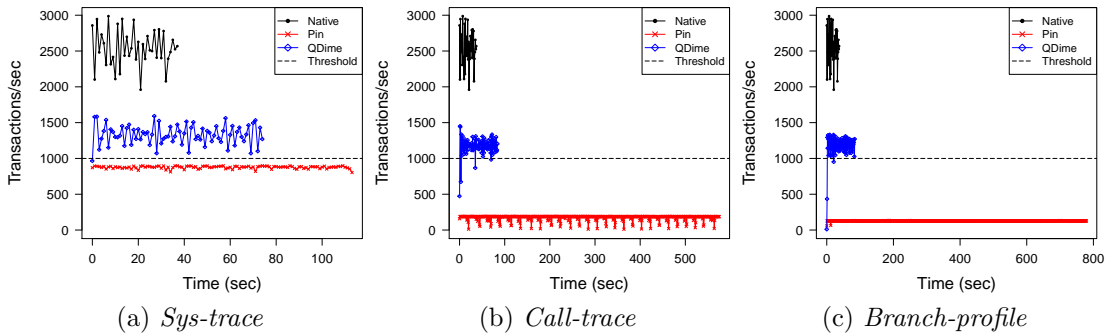 3000
2500
2000
1500
1000
500
0
Transactions/sec
Native
Pin
QDime
Threshold
0 20 40 60 80 100
Time (sec)
(a) Sys-trace
3000
2500
2000
1500
1000
500
0
Transactions/sec
Native
Pin
QDime
Threshold
0 100 200 300 400 500
Time (sec)
(b) Call-trace
3000
2500
2000
1500
1000
500
0
Transactions/sec
Native
Pin
QDime
Threshold
0 200 400 600 800
Time (sec)
(c) Branch-profile